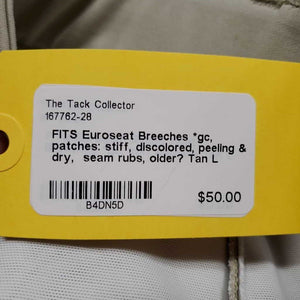 The Tack Collector
167762-28
FITS Euroseat Breeches *gc,
patches: stiff, discolored, peeling &
dry, seam rubs, older? Tan L
$50.00
B4DN5D